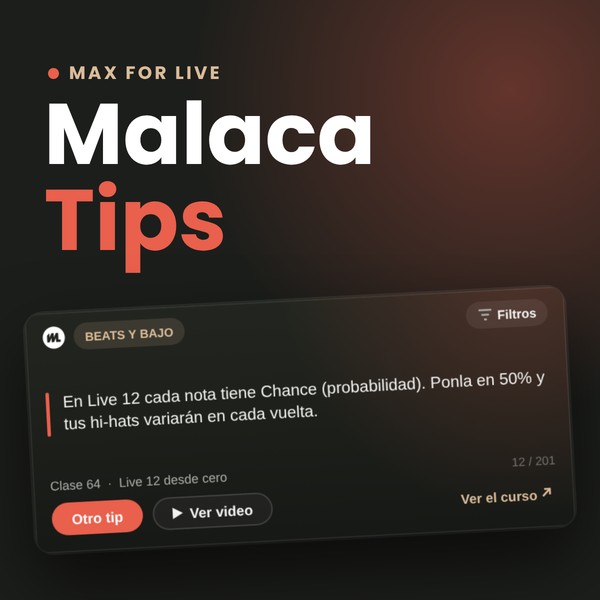 MAX FOR LIVE
Malaca
Tips
BEATS Y BAJO
Filtros
En Live 12 cada nota tiene Chance (probabilidad). Ponla en 50% y
tus hi-hats variarán en cada vuelta.
Clase 64 · Live 12 desde cero
12 / 201
Otro tip
Ver video
Ver el curso